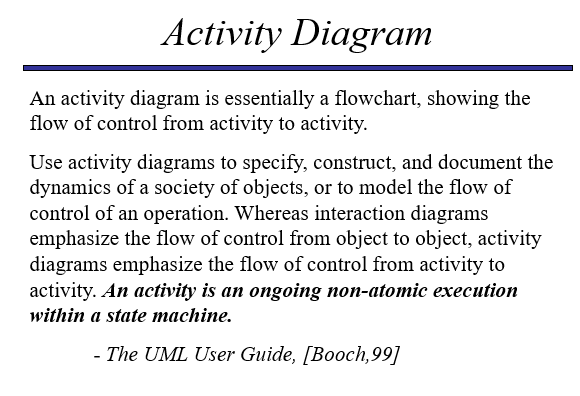 Activity Diagram
An activity diagram is essentially a flowchart, showing the
flow of control from activity to activity.
Use activity diagrams to specify, construct, and document the
dynamics of a society of objects, or to model the flow of
control of an operation. Whereas interaction diagrams
emphasize the flow of control from object to object, activity
diagrams emphasize the flow of control from activity to
activity. An activity is an ongoing non-atomic execution
within a state machine.
- The UML User Guide, [Booch,99]